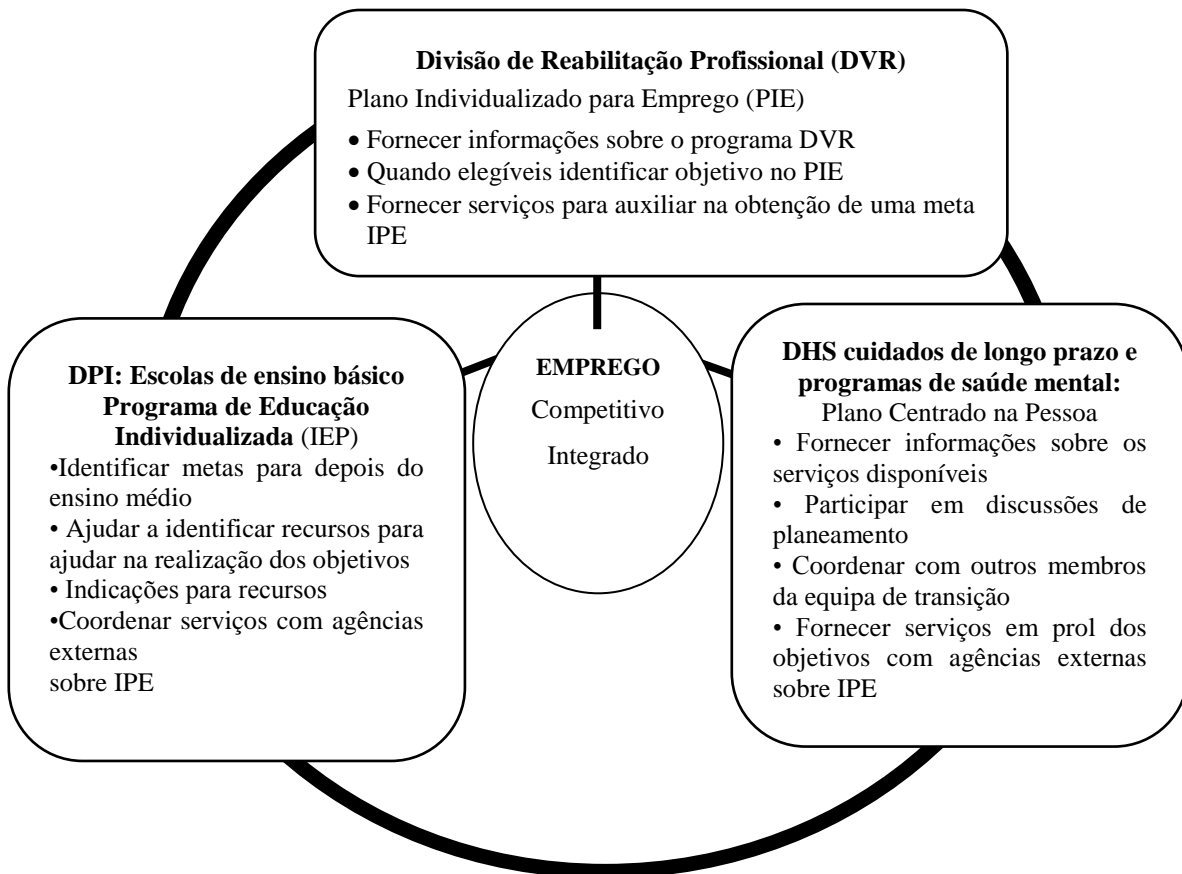 Divisão de Reabilitação Profissional (DVR)
Plano Individualizado para Emprego (PIE)
• Fornecer informações sobre o programa DVR
• Quando elegíveis identificar objetivo no PIE
• Fornecer serviços para auxiliar na obtenção de uma meta
IPE
DPI: Escolas de ensino básico
Programa de Educação
Individualizada (IEP)
•Identificar metas para depois do
ensino médio
• Ajudar a identificar recursos para
ajudar na realização dos objetivos
• Indicações para recursos
•Coordenar serviços com agências
externas
sobre IPE
EMPREGO
Competitivo
Integrado
DHS cuidados de longo prazo e
programas de saúde mental:
Plano Centrado na Pessoa
• Fornecer informações sobre os
serviços disponíveis
• Participar em discussões de
planeamento
• Coordenar com outros membros
da equipa de transição
• Fornecer serviços em prol dos
objetivos com agências externas
sobre IPE